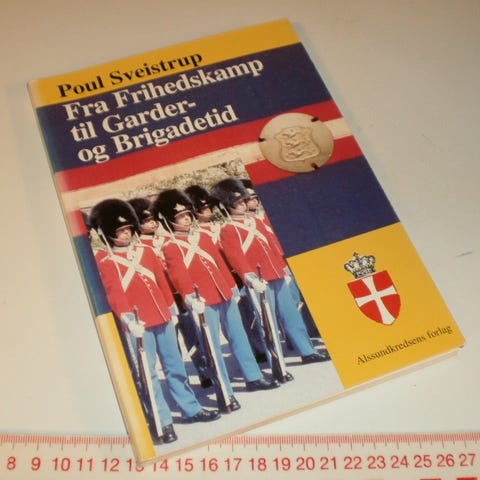 Poul Sveistrup
Fra Frihedskamp
til Garder-
og Brigadetid
Alssundkredsens forlag
8 9 10 11 12 13 14 15 16 17 18 19 20 21 22 23 24 25 26 27